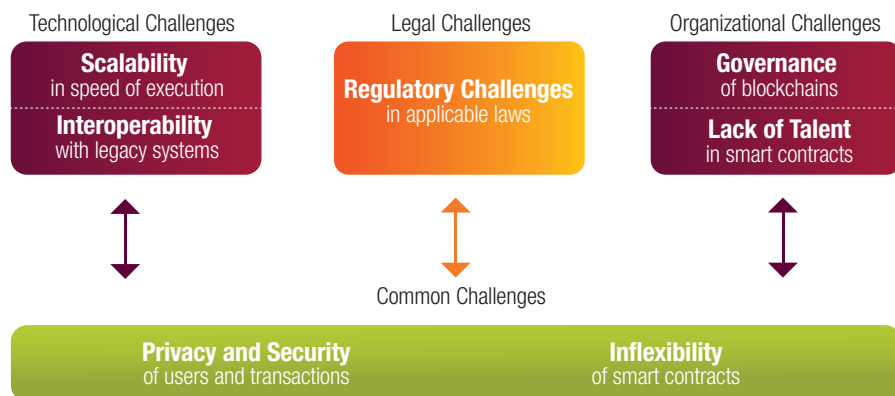 Technological Challenges
Scalability
in speed of execution
Interoperability
with legacy systems
Legal Challenges
Regulatory Challenges
in applicable laws
Organizational Challenges
Governance
of blockchains
Lack of Talent
in smart contracts
Common Challenges
Privacy and Security
of users and transactions
Inflexibility
of smart contracts